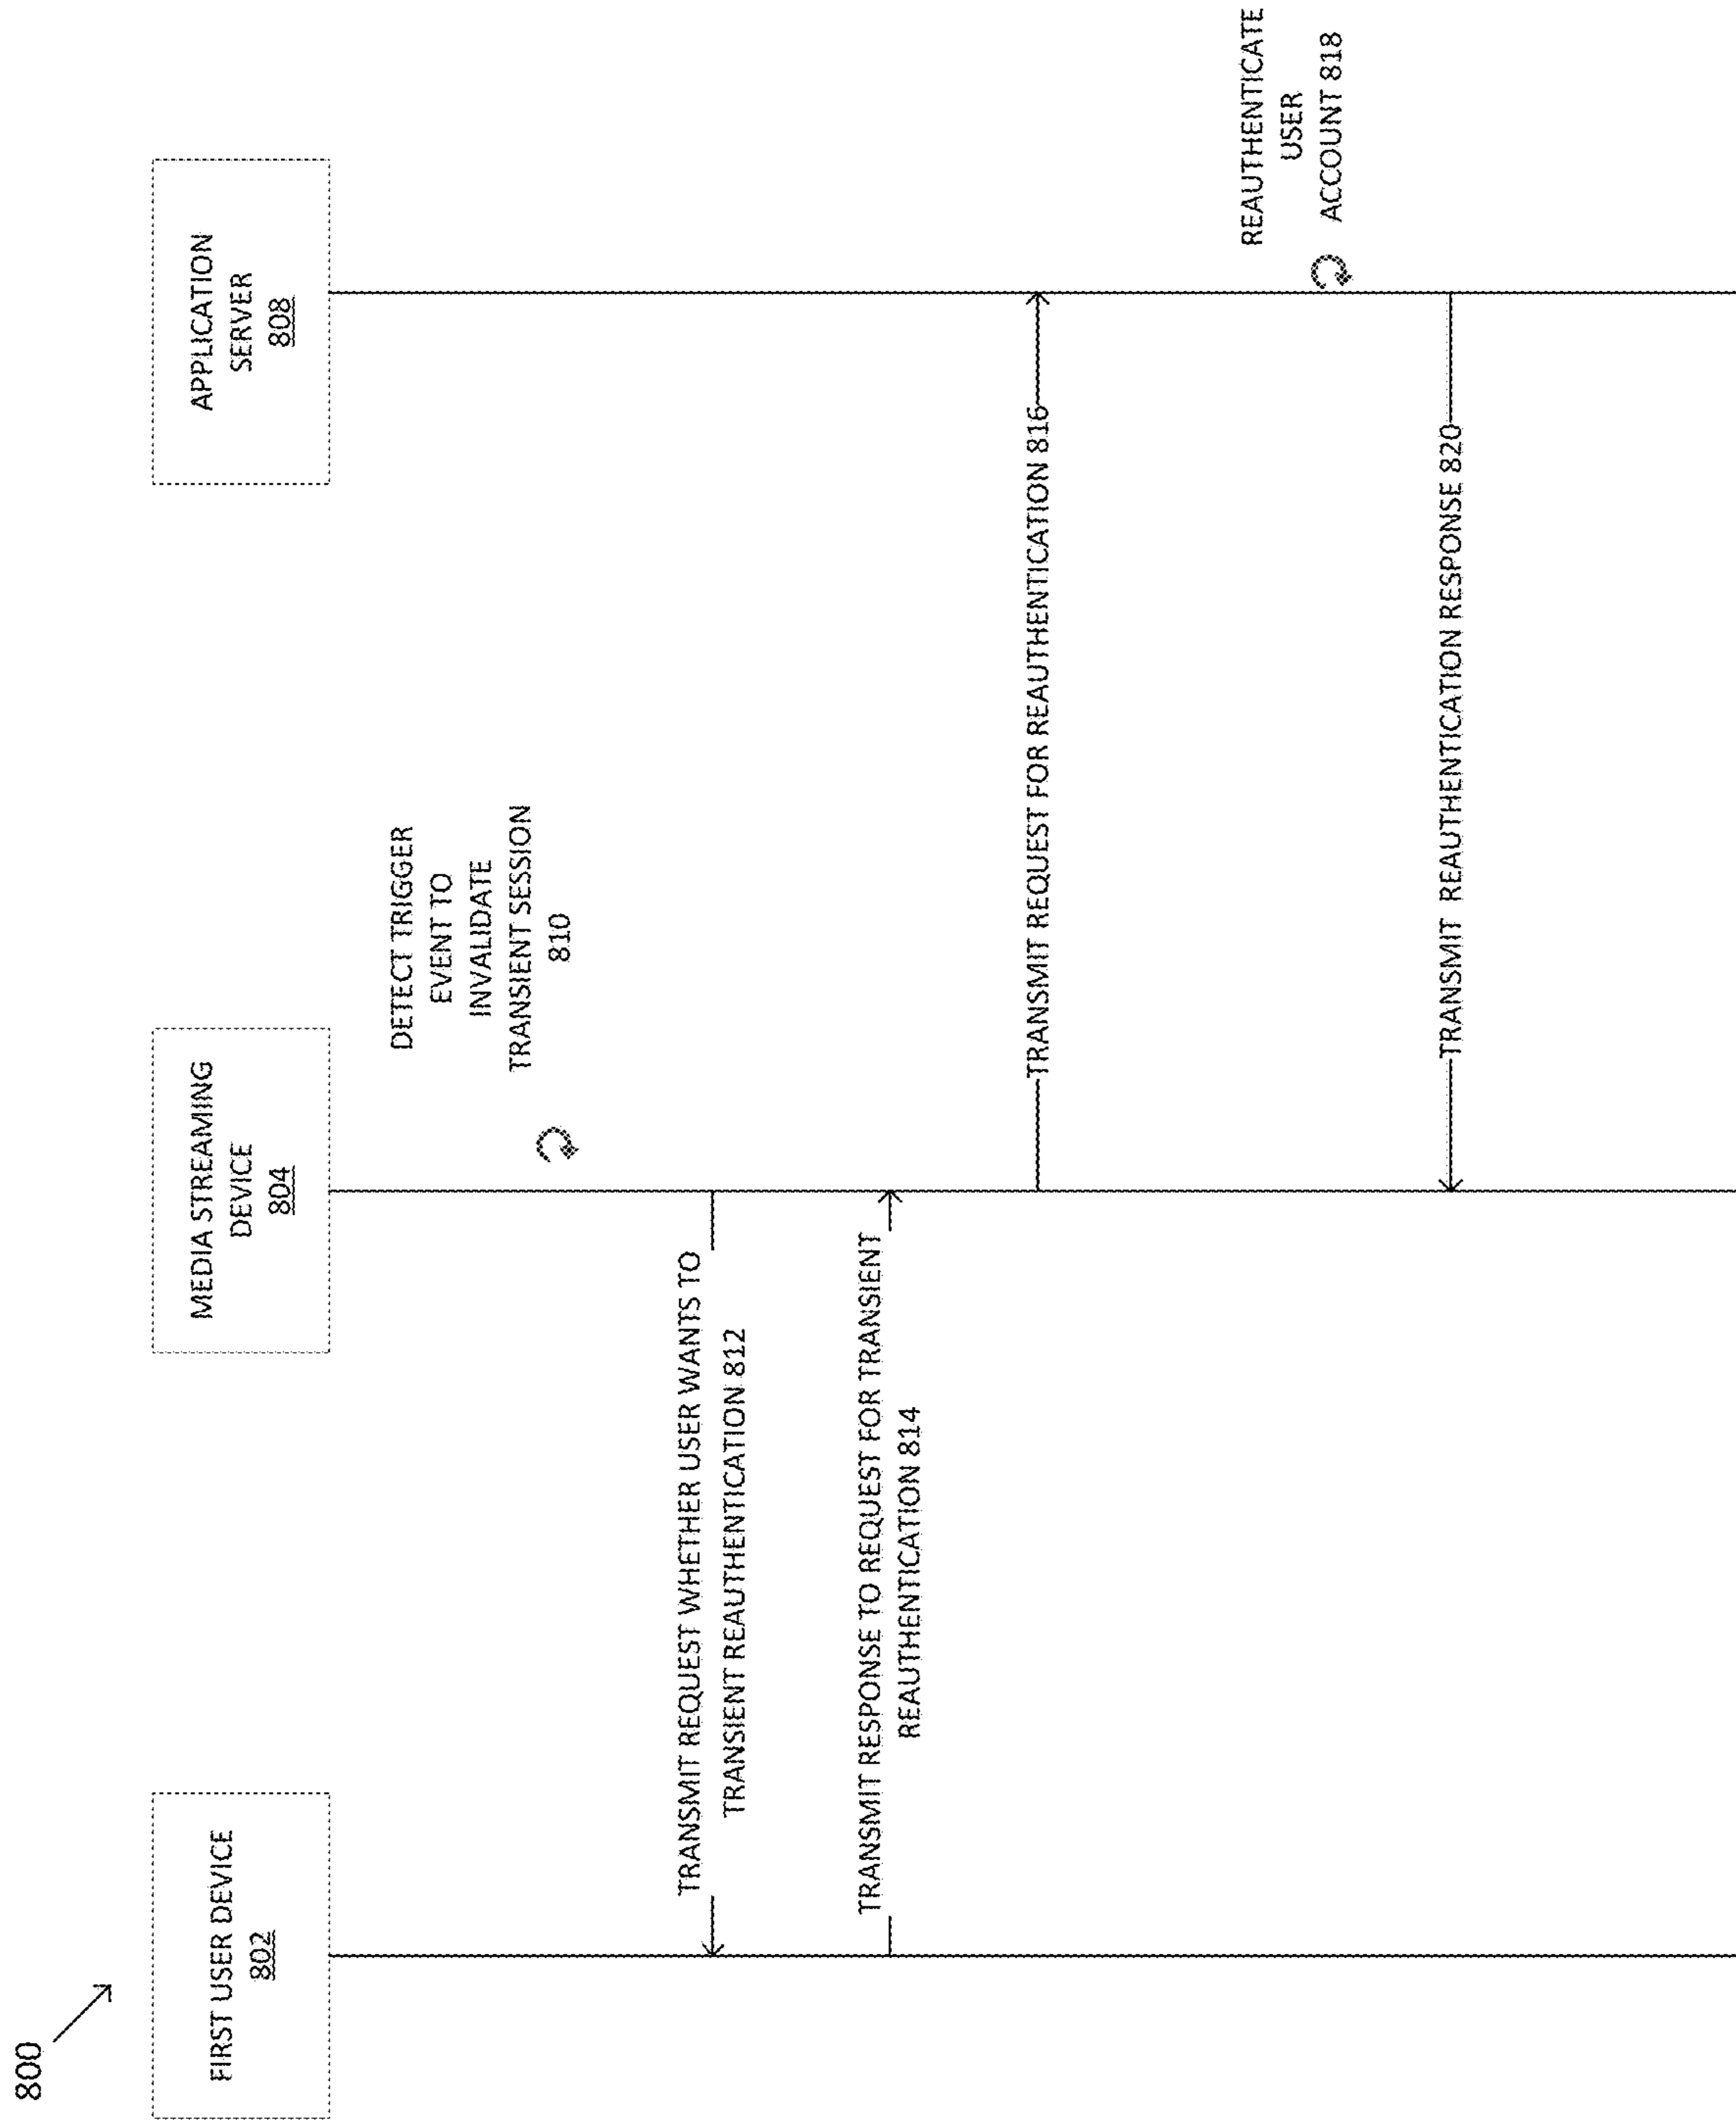 800
FIRST USER DEVICE
802
MEDIA STREAMING
DEVICE
804
APPLICATION
SERVER
808
DETECT TRIGGER
EVENT TO
INVALIDATE
TRANSIENT SESSION
810
TRANSMIT REQUEST WHETHER USER WANTS TO
TRANSIENT REAUTHENTICATION 812
TRANSMIT RESPONSE TO REQUEST FOR TRANSIENT
REAUTHENTICATION 814
TRANSMIT REQUEST FOR REAUTHENTICATION 816
REAUTHENTICATE
USER
ACCOUNT 818
TRANSMIT REAUTHENTICATION RESPONSE 820